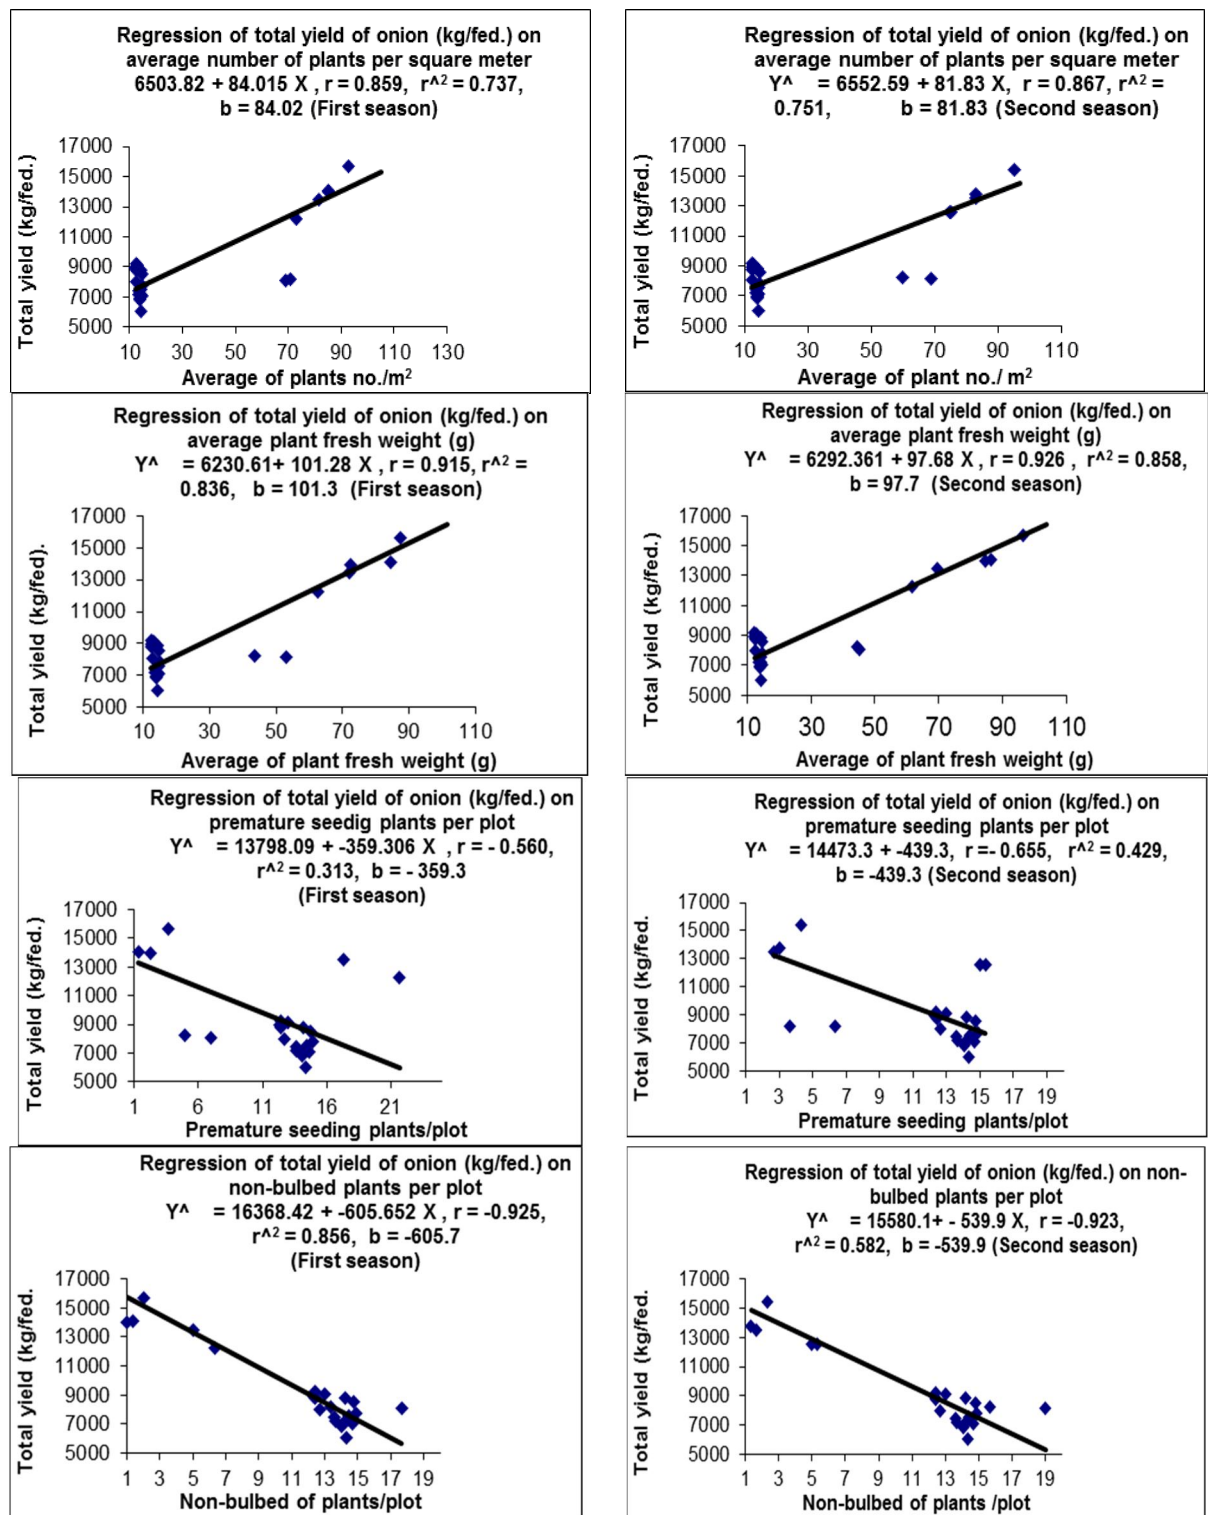 Regression of total yield of onion (kg/fed.) on
average number of plants per square meter
6503.82 + 84.015 X , r = 0.859, r^² = 0.737,
b = 84.02 (First season)
Total yield (kg/fed.)
17000
15000
13000
11000
9000
7000
5000
10 30 50 70 90 110 130
Average of plants no./m²
Regression of total yield of onion (kg/fed.) on
average number of plants per square meter
Y^ = 6552.59 + 81.83 X, r = 0.867, r^² =
0.751, b = 81.83 (Second season)
Total yield (kg/fed.)
17000
15000
13000
11000
9000
7000
5000
10 30 50 70 90 110
Average of plant no./ m²
Regression of total yield of onion (kg/fed.) on
average plant fresh weight (g)
Y^ = 6230.61+ 101.28 X , r = 0.915, r^² =
0.836, b = 101.3 (First season)
Total yield (kg/fed).
17000
15000
13000
11000
9000
7000
5000
10 30 50 70 90 110
Average of plant fresh weight (g)
Regression of total yield of onion (kg/fed.) on
average plant fresh weight (g)
Y^ = 6292.361 + 97.68 X , r = 0.926 , r^² = 0.858,
b = 97.7 (Second season)
Total yield (kg/fed.)
17000
15000
13000
11000
9000
7000
5000
10 30 50 70 90 110
Average of plant fresh weight (g)
Regression of total yield of onion (kg/fed.) on
premature seedig plants per plot
Y^ = 13798.09 + -359.306 X , r = - 0.560,
r^² = 0.313, b = - 359.3
(First season)
Total yield (kg/fed.)
17000
15000
13000
11000
9000
7000
5000
1 6 11 16 21
Premature seeding plants/plot
Regression of total yield of onion (kg/fed.) on
premature seeding plants per plot
Y^ = 14473.3 + -439.3, r =- 0.655, r^² = 0.429,
b = -439.3 (Second season)
Total yield (kg/fed.
17000
15000
13000
11000
9000
7000
5000
1 3 5 7 9 11 13 15 17 19
Premature seeding plants/plot
Regression of total yield of onion (kg/fed.) on
non-bulbed plants per plot
Y^ = 16368.42 + -605.652 X , r = -0.925,
r^² = 0.856, b = -605.7
(First season)
Total yield (kg/fed.
17000
15000
13000
11000
9000
7000
5000
1 3 5 7 9 11 13 15 17 19
Non-bulbed of plants/plot
Regression of total yield of onion (kg/fed.) on non-
bulbed plants per plot
Y^ = 15580.1+ - 539.9 X, r = -0.923,
r^² = 0.582, b = -539.9 (Second season)
Total yield (kg/fed.
17000
15000
13000
11000
9000
7000
5000
1 3 5 7 9 11 13 15 17 19
Non-bulbed of plants /plot